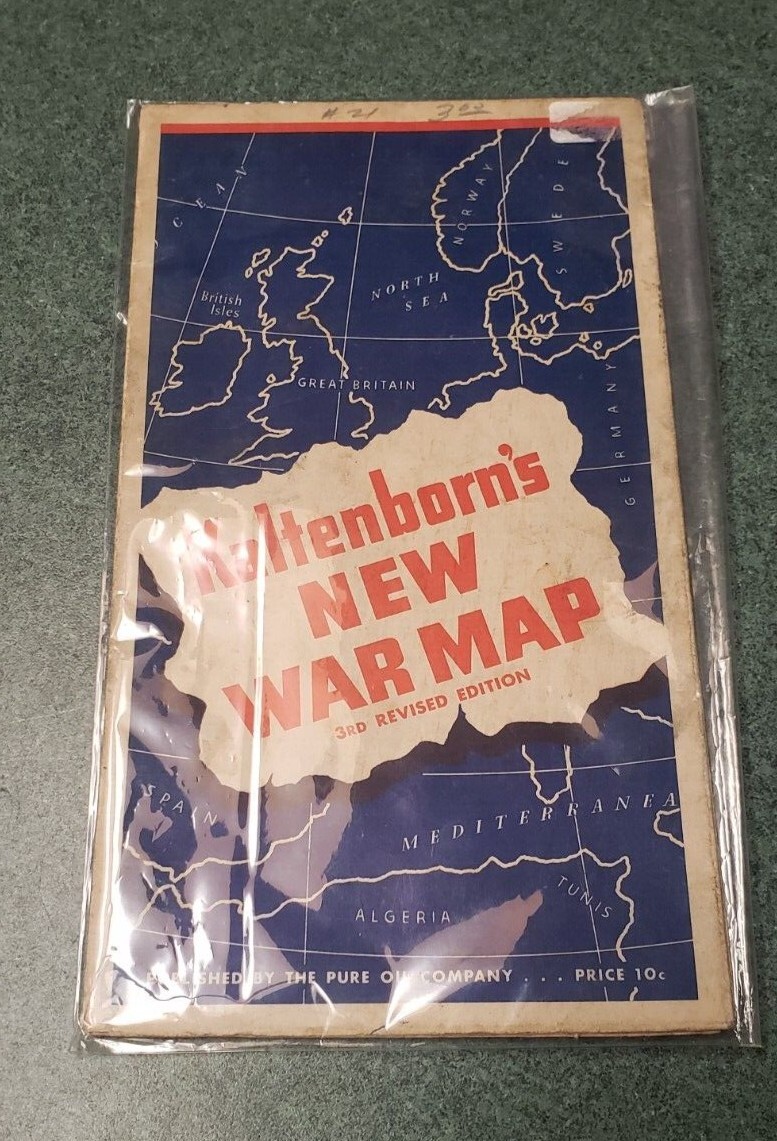 # 21 3.00
OCEAN
NORWAY
SWEDE
British
Isles
NORTH
SEA
GREAT BRITAIN
GERMANY
Kaltenborn's
NEW
WAR MAP
3RD REVISED EDITION
SPAIN
MEDITERRANEA
TUNIS
ALGERIA
PUBLISHED BY THE PURE OIL COMPANY . . . PRICE 10c